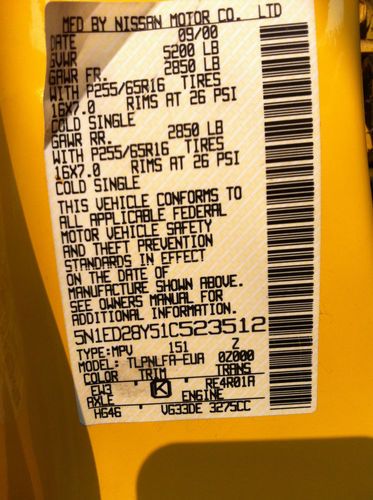 MFD BY NISSAN MOTOR CO. LTD
DATE 09/00
GVWR 5200 LB
GAWR FR. 2850 LB
WITH P255/65R16 TIRES
16X7.0 RIMS AT 26 PSI
COLD SINGLE
GAWR RR. 2850 LB
WITH P255/65R16 TIRES
16X7.0 RIMS AT 26 PSI
COLD SINGLE
THIS VEHICLE CONFORMS TO
ALL APPLICABLE FEDERAL
MOTOR VEHICLE SAFETY
AND THEFT PREVENTION
STANDARDS IN EFFECT
ON THE DATE OF
MANUFACTURE SHOWN ABOVE.
SEE OWNERS MANUAL FOR
ADDITIONAL INFORMATION.
5N1ED28Y51C523512
TYPE:MPV 151 Z
MODEL: TLPNLFA-EUA 0Z000
COLOR TRIM TRANS
EW3 K RE4R01A
AXLE ENGINE
HG46 VG33DE 3275CC